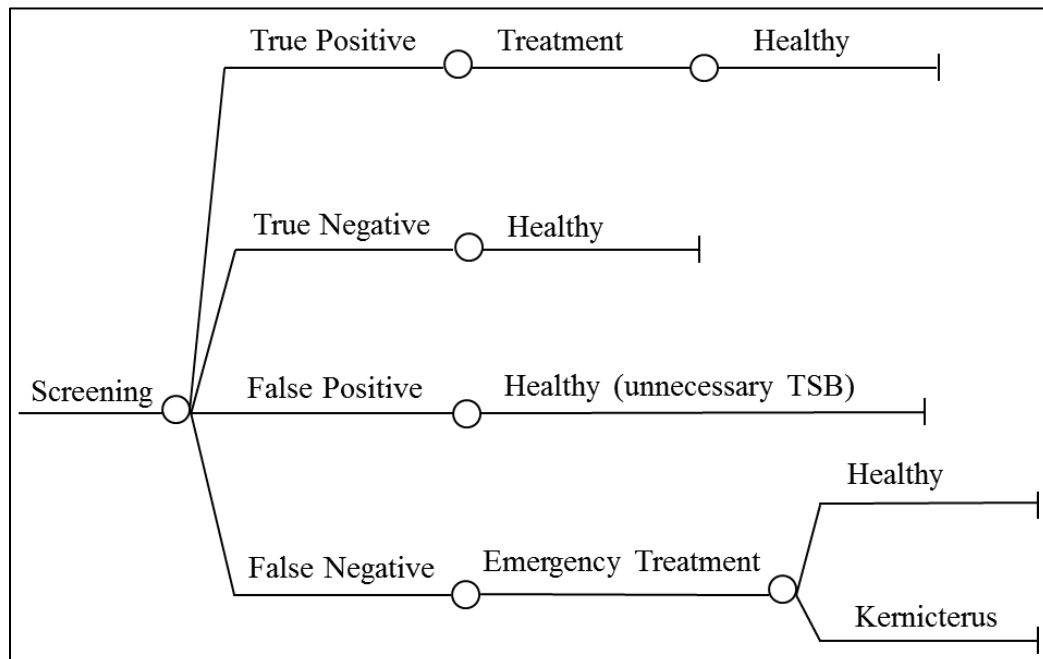 True Positive
Treatment
Healthy
True Negative
Healthy
Screening
False Positive
Healthy (unnecessary TSB)
False Negative
Emergency Treatment
Healthy
Kernicterus